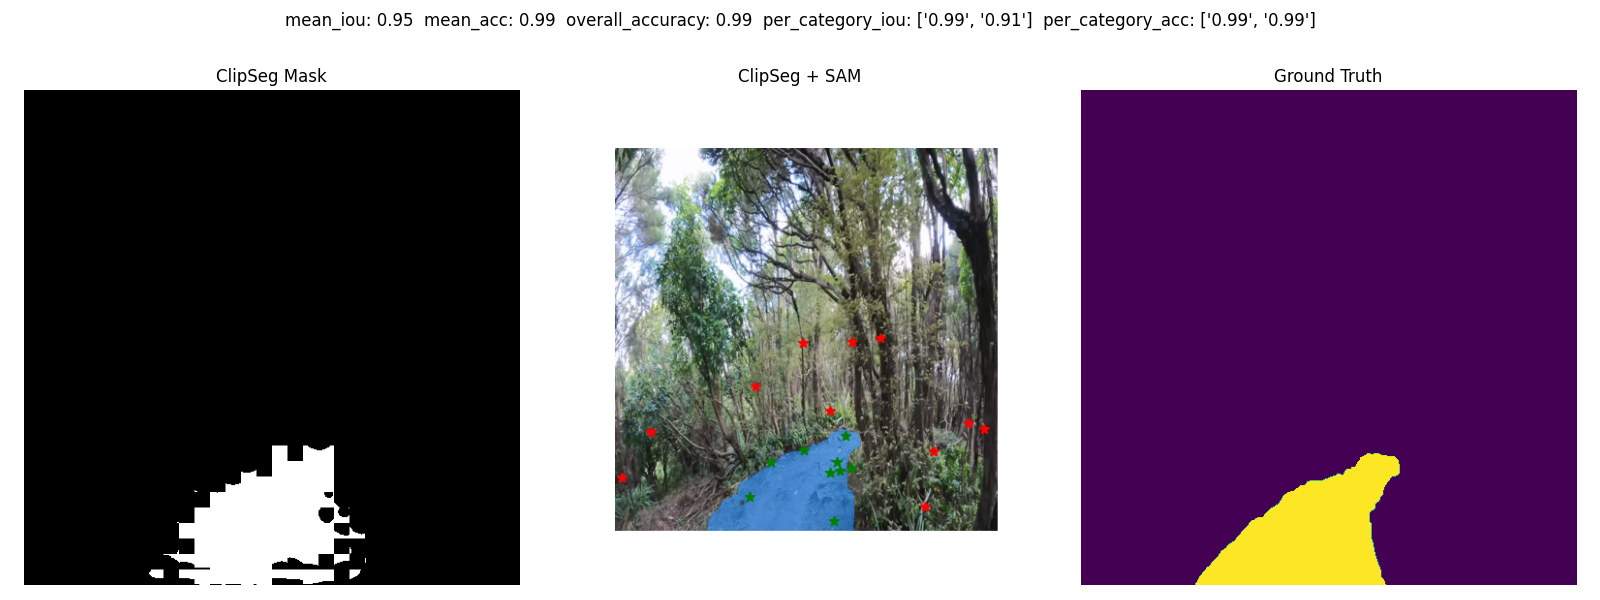 mean_iou: 0.95 mean_acc: 0.99 overall_accuracy: 0.99 per_category_iou: ['0.99', '0.91'] per_category_acc: ['0.99', '0.99']
ClipSeg Mask
ClipSeg + SAM
Ground Truth